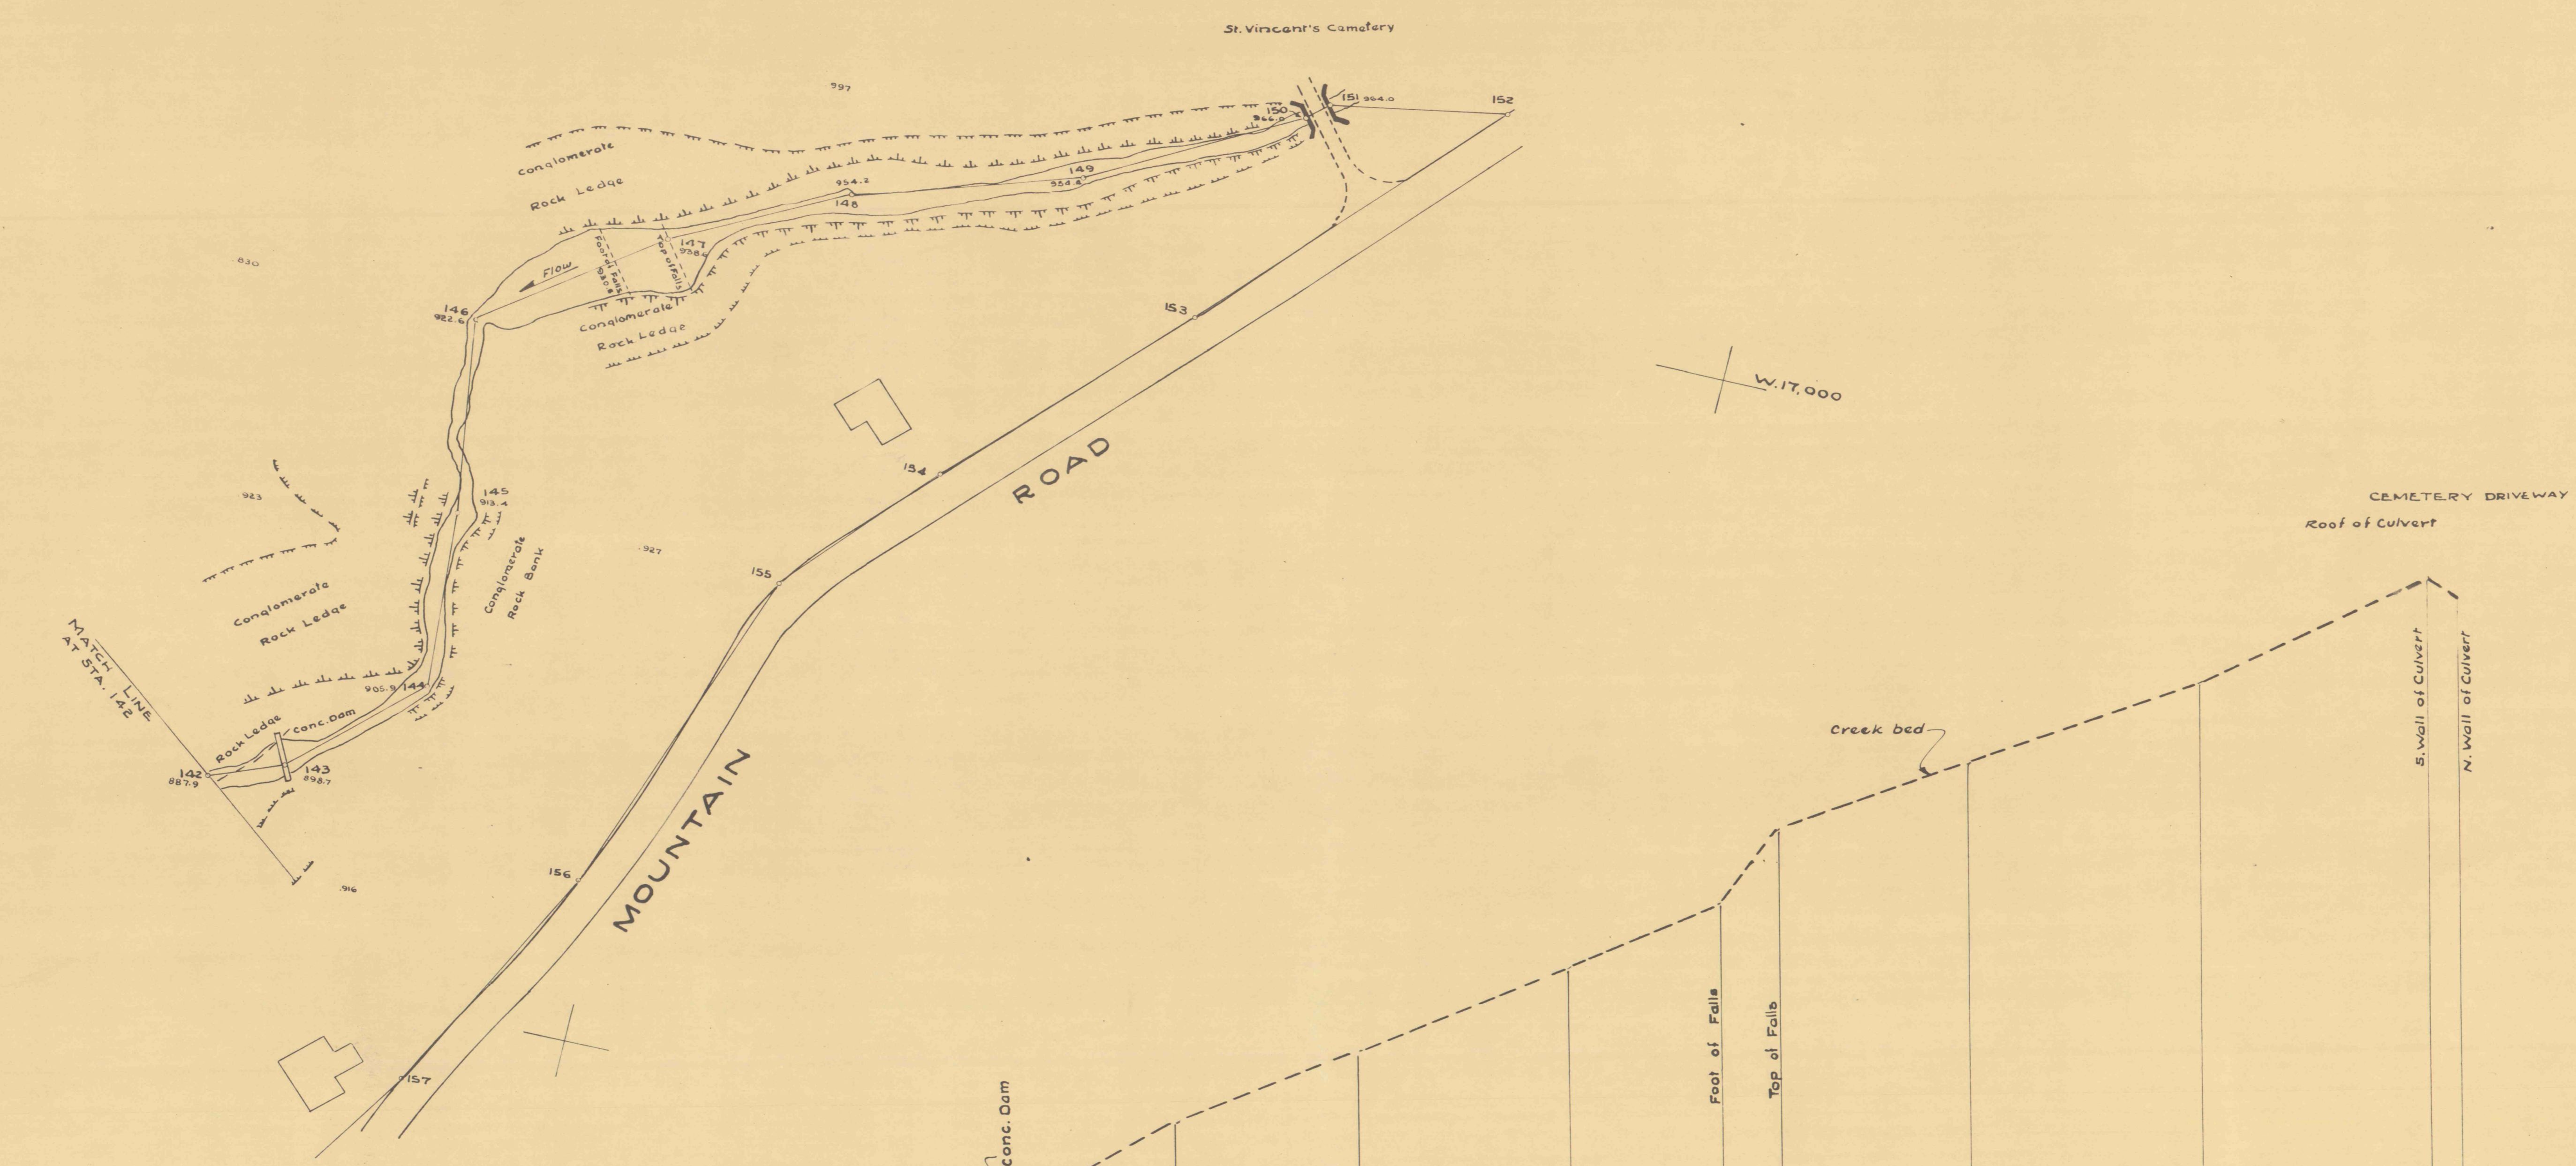 St. Vincent's Cemetery
997
151 964.0
152
150
966.0
Conglomerate
Rock Ledge
149
954.2
148
147
938.
Top of Falls
Foot of Falls
930.8
Flow
830
146
922.6
Conglomerate
Rock Ledge
153
W.17,000
154
ROAD
145
913.4
923
927
Conglomerate
Rock Bank
155
CEMETERY DRIVEWAY
Roof of Culvert
Conglomerate
Rock Ledge
MATCH LINE
AT STA. 142
905.9 144
Rock Ledge
Conc. Dam
142
887.9
143
898.7
S. Wall of Culvert
N. Wall of Culvert
Creek bed
MOUNTAIN
156
916
Foot of Falls
Top of Falls
157
Conc. Dam